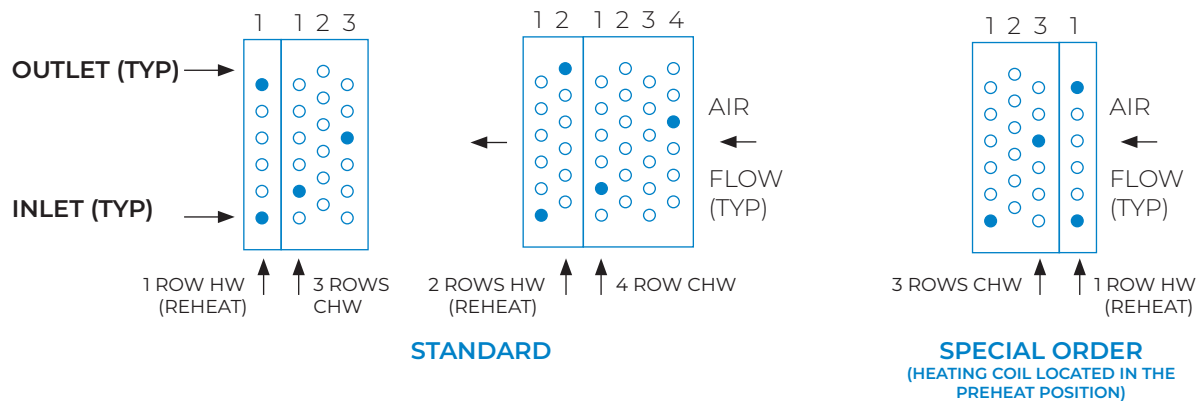 1 1 2 3
OUTLET (TYP)
INLET (TYP)
1 ROW HW
(REHEAT)
3 ROWS
CHW
1 2 1 2 3 4
AIR
FLOW
(TYP)
2 ROWS HW
(REHEAT)
4 ROW CHW
STANDARD
1 2 3 1
AIR
FLOW
(TYP)
3 ROWS CHW
1 ROW HW
(REHEAT)
SPECIAL ORDER
(HEATING COIL LOCATED IN THE
PREHEAT POSITION)